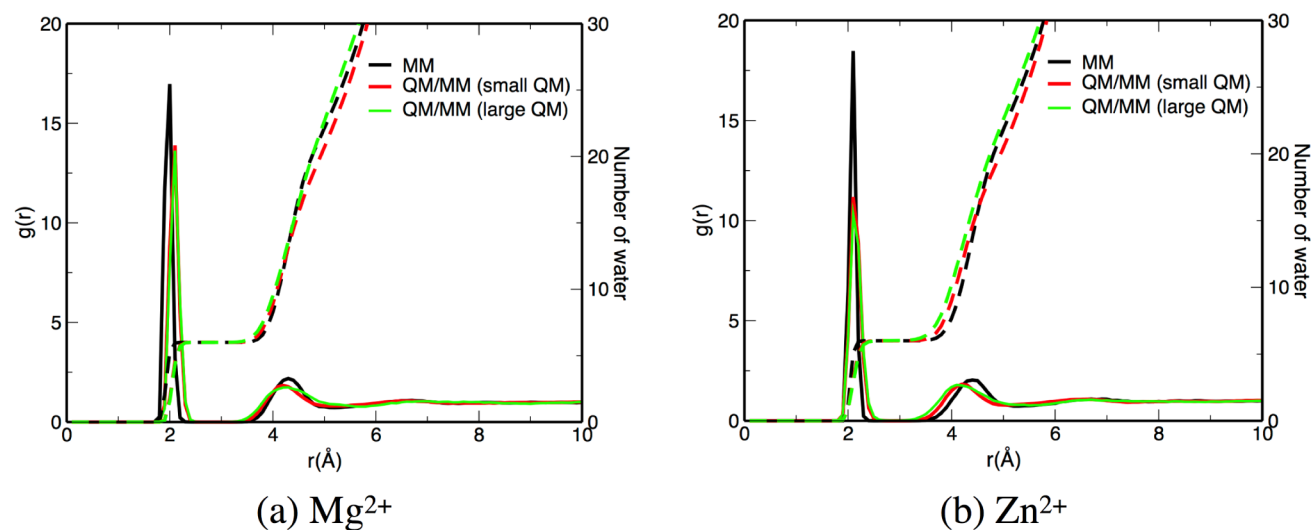 20
15
10
5
0
g(r)
MM
QM/MM (small QM)
QM/MM (large QM)
30
20
10
0
Number of water
0 2 4 6 8 10
r(Å)
(a) Mg2+
20
15
10
5
0
g(r)
MM
QM/MM (small QM)
QM/MM (large QM)
30
20
10
0
Number of water
0 2 4 6 8 10
r(Å)
(b) Zn2+